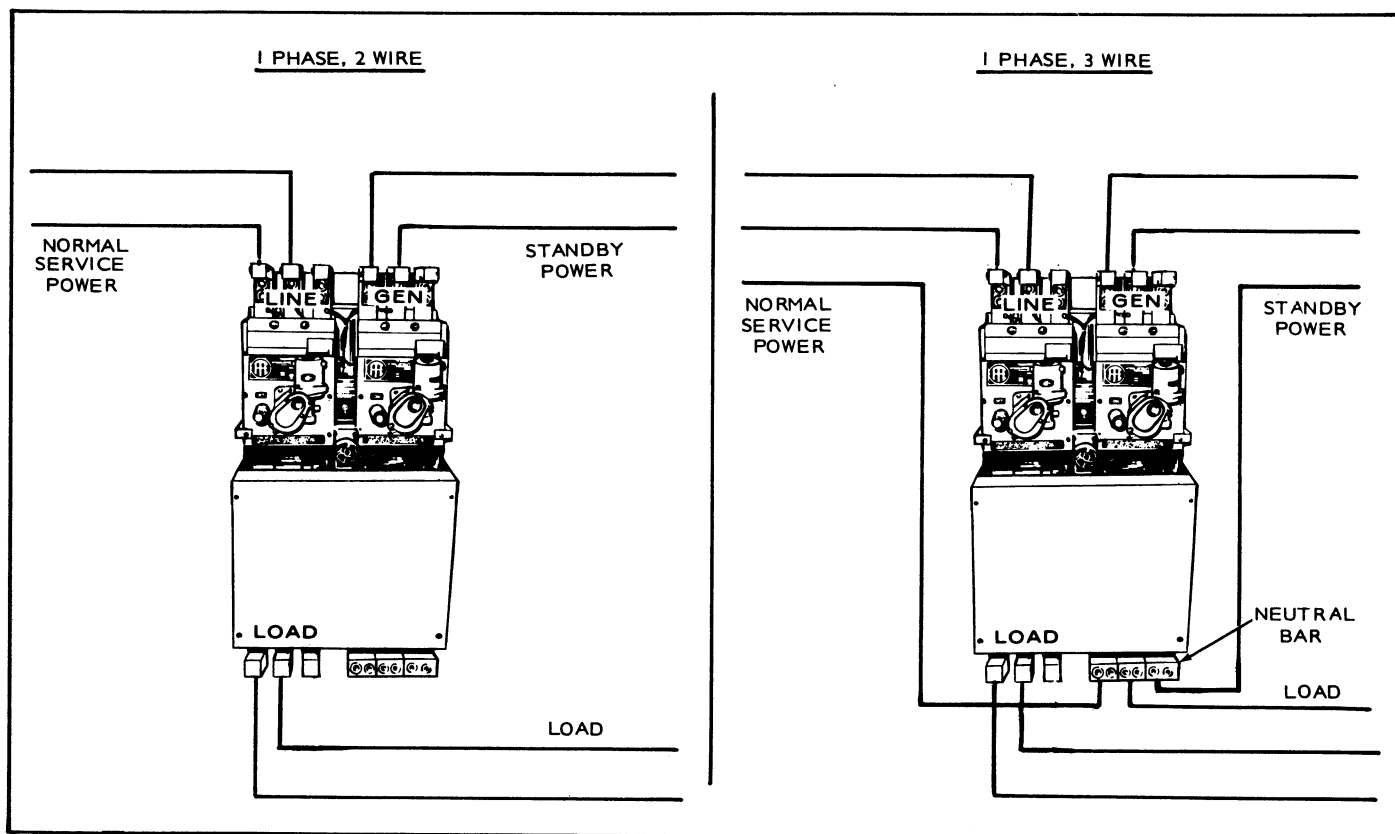 1 PHASE, 2 WIRE
NORMAL
SERVICE
POWER
STANDBY
POWER
LINE
GEN
LOAD
LOAD
1 PHASE, 3 WIRE
NORMAL
SERVICE
POWER
STANDBY
POWER
LINE
GEN
LOAD
NEUTRAL
BAR
LOAD